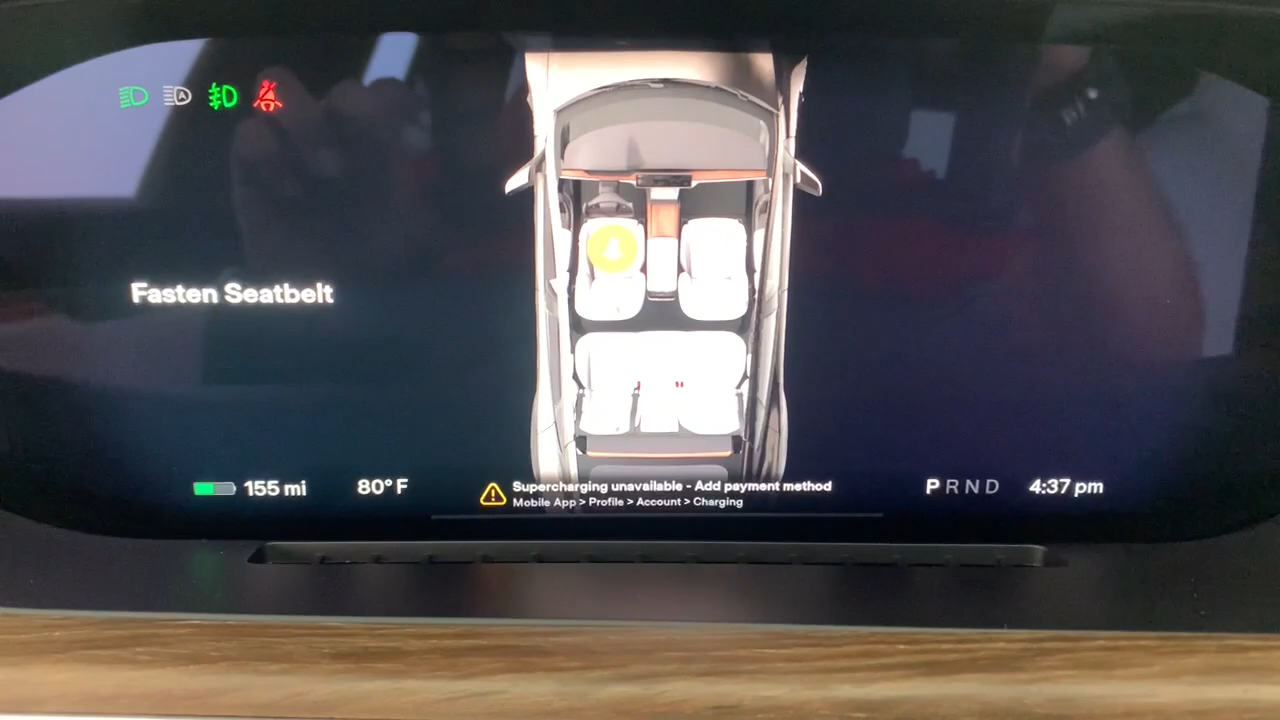 Fasten Seatbelt
155 mi
80°F
Supercharging unavailable - Add payment method
Mobile App > Profile > Account > Charging
P R N D
4:37 pm